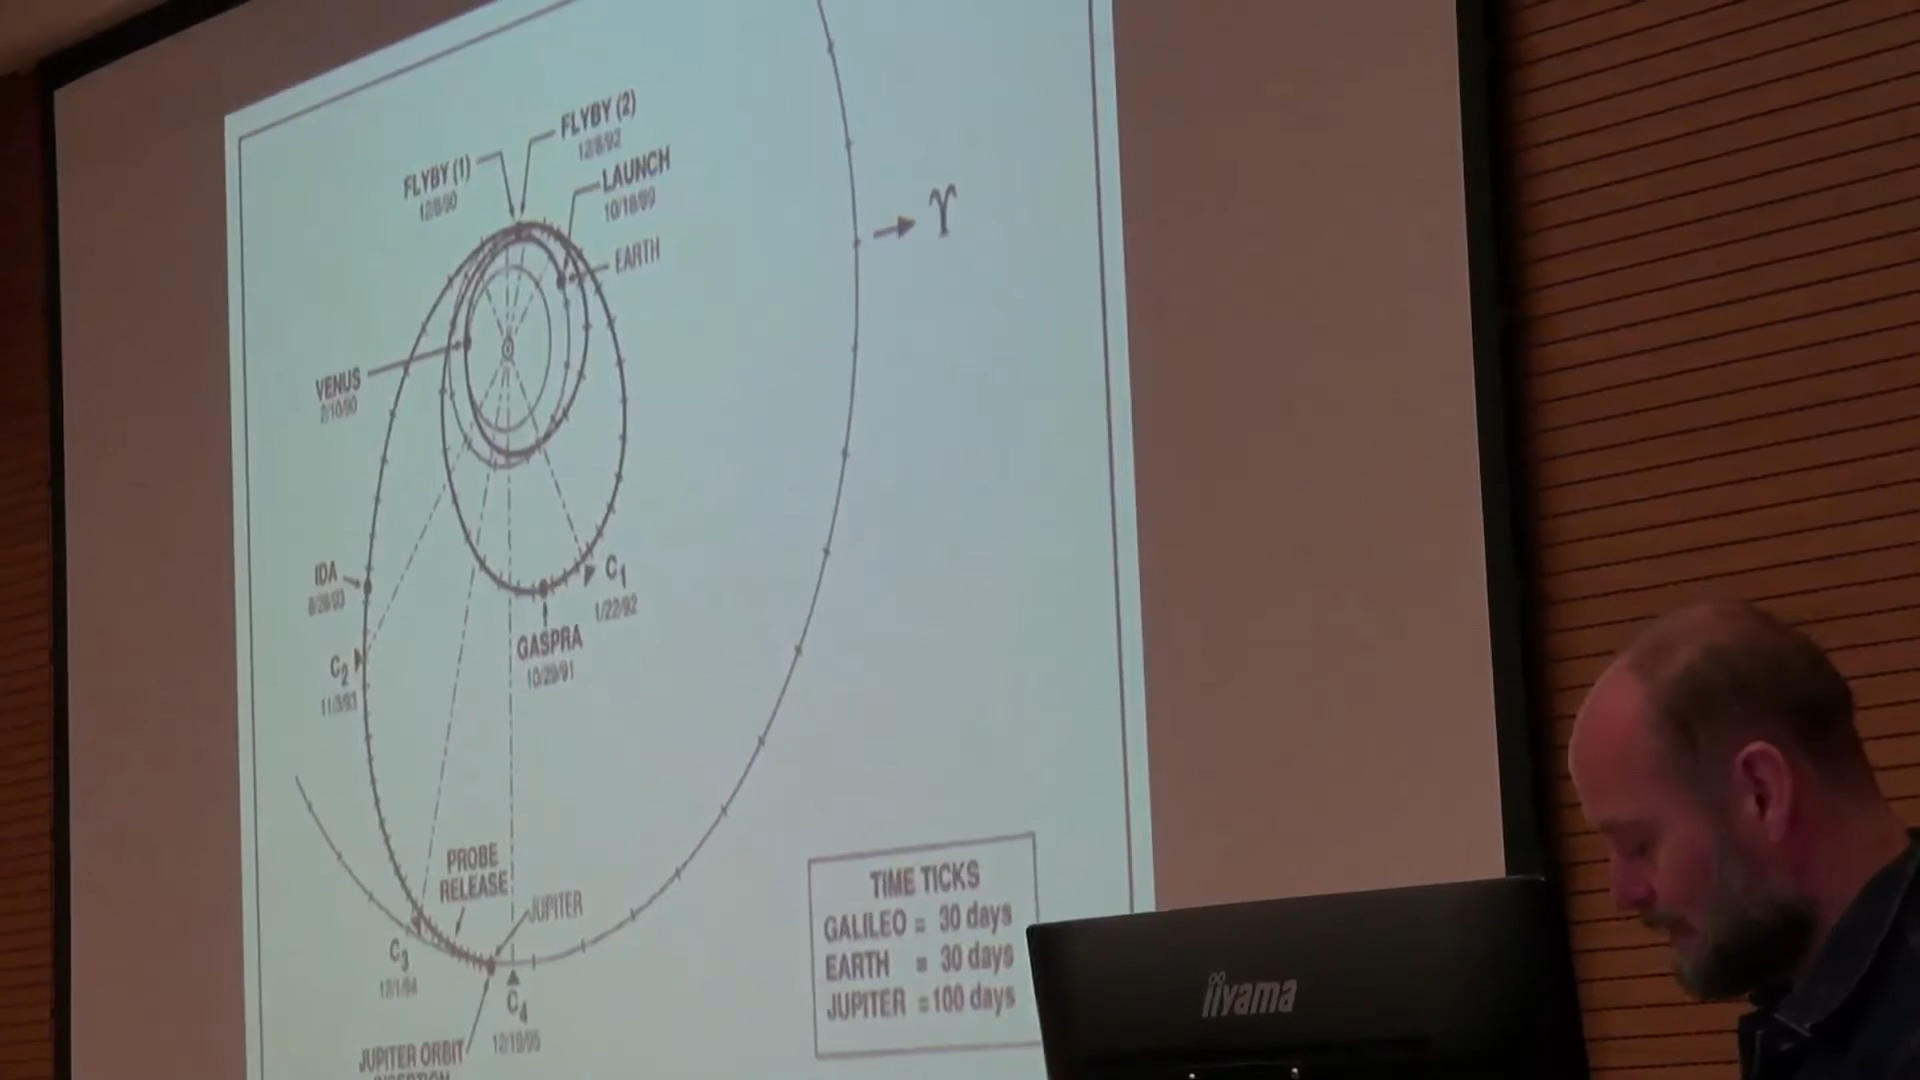 FLYBY (2)
12/8/92
FLYBY (1)
12/8/90
LAUNCH
10/18/89
EARTH
♈
VENUS
2/10/90
IDA
8/28/93
C1
1/22/92
GASPRA
10/29/91
C2
11/3/93
PROBE
RELEASE
JUPITER
C3
12/1/94
C4
12/19/95
JUPITER ORBIT
TIME TICKS
GALILEO = 30 days
EARTH = 30 days
JUPITER = 100 days
iiyama